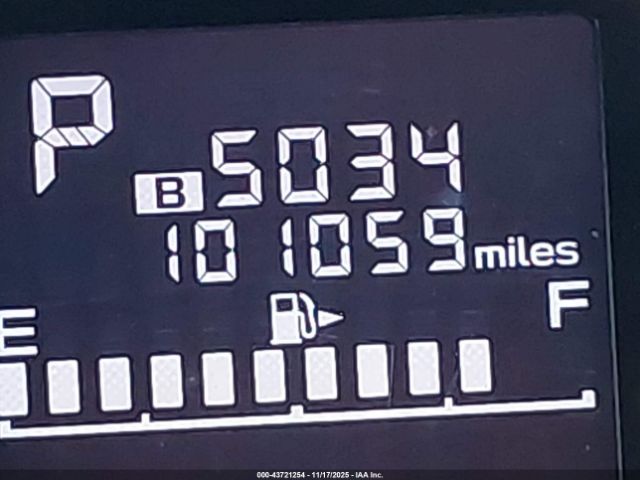 P
B 5034
101059 miles
E F
000-43721254 - 11/17/2025 - IAA Inc.